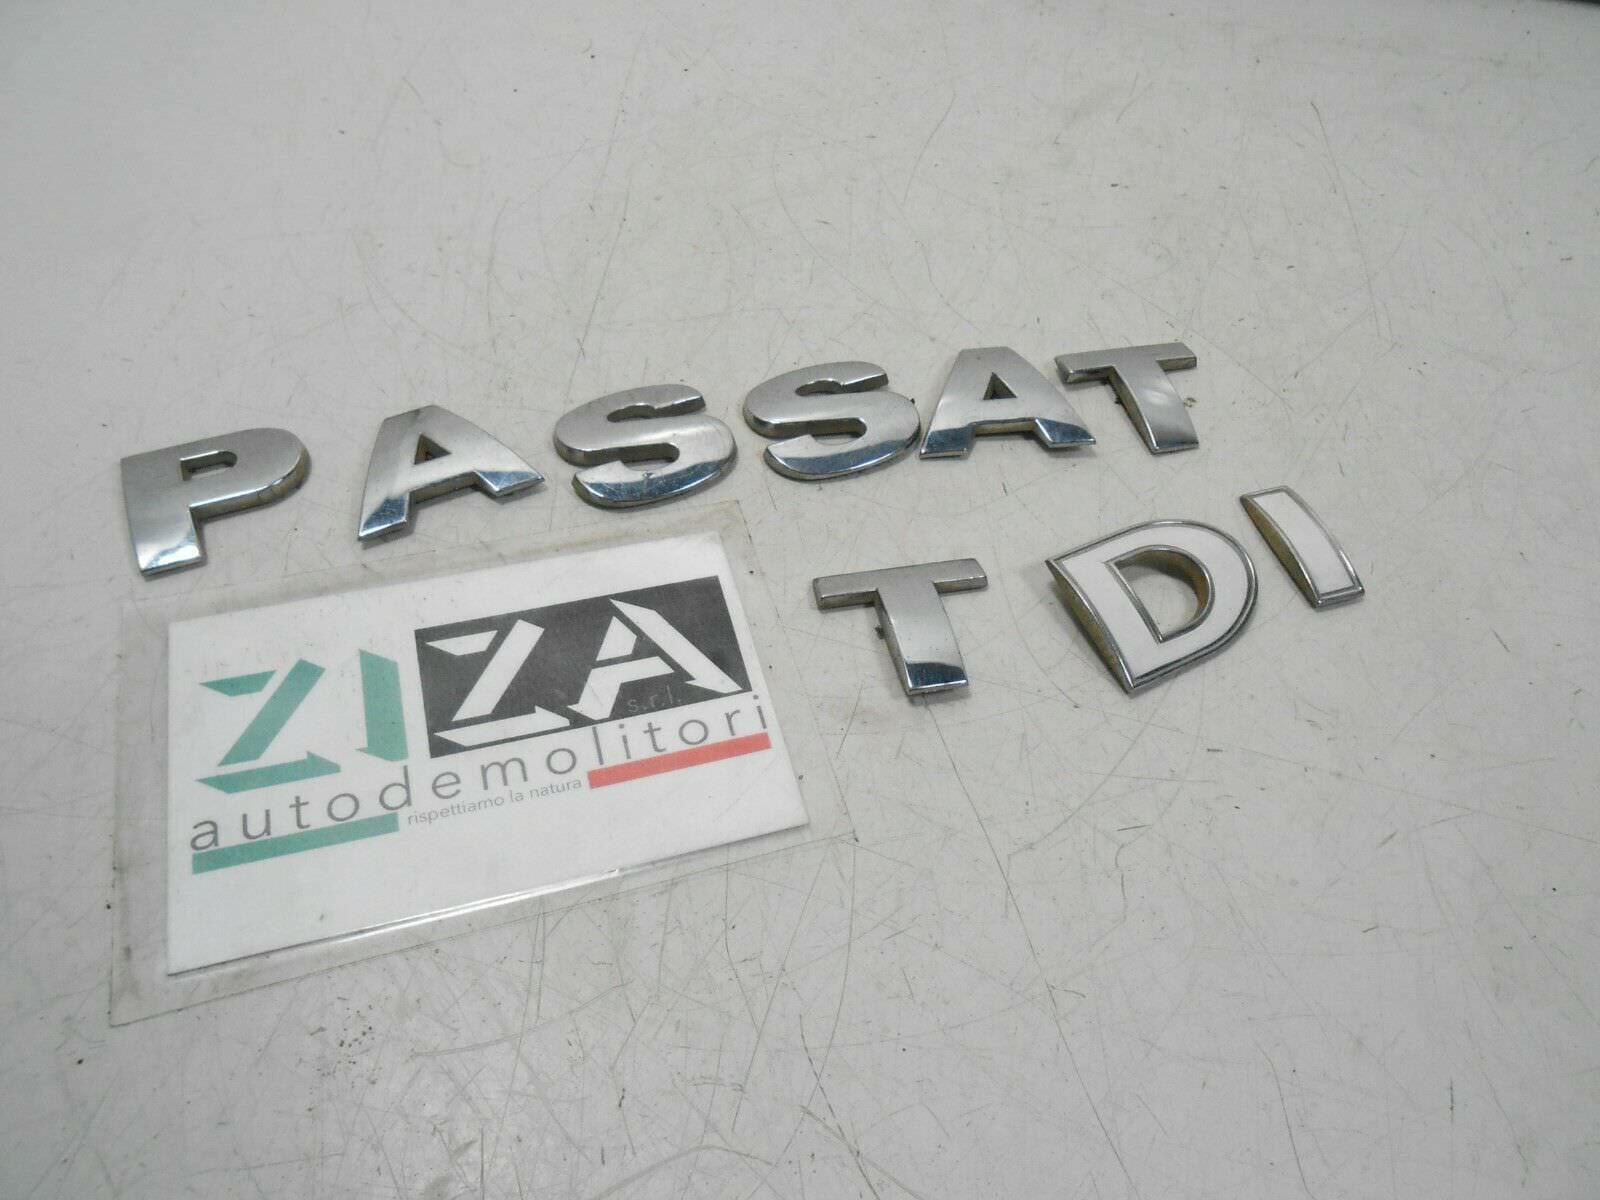 PASSAT
TDI
ZIZA
s.r.l.
autodemolitori
rispettiamo la natura